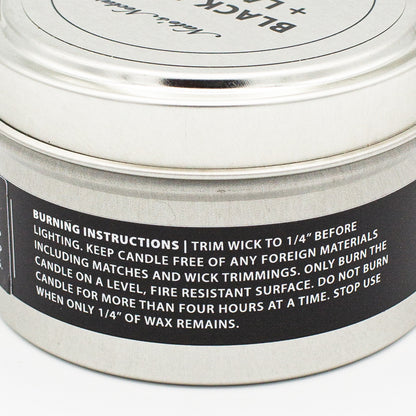 BLACK
+ L
BURNING INSTRUCTIONS | TRIM WICK TO 1/4" BEFORE
LIGHTING. KEEP CANDLE FREE OF ANY FOREIGN MATERIALS
INCLUDING MATCHES AND WICK TRIMMINGS. ONLY BURN THE
CANDLE ON A LEVEL, FIRE RESISTANT SURFACE. DO NOT BURN
CANDLE FOR MORE THAN FOUR HOURS AT A TIME. STOP USE
WHEN ONLY 1/4" OF WAX REMAINS.